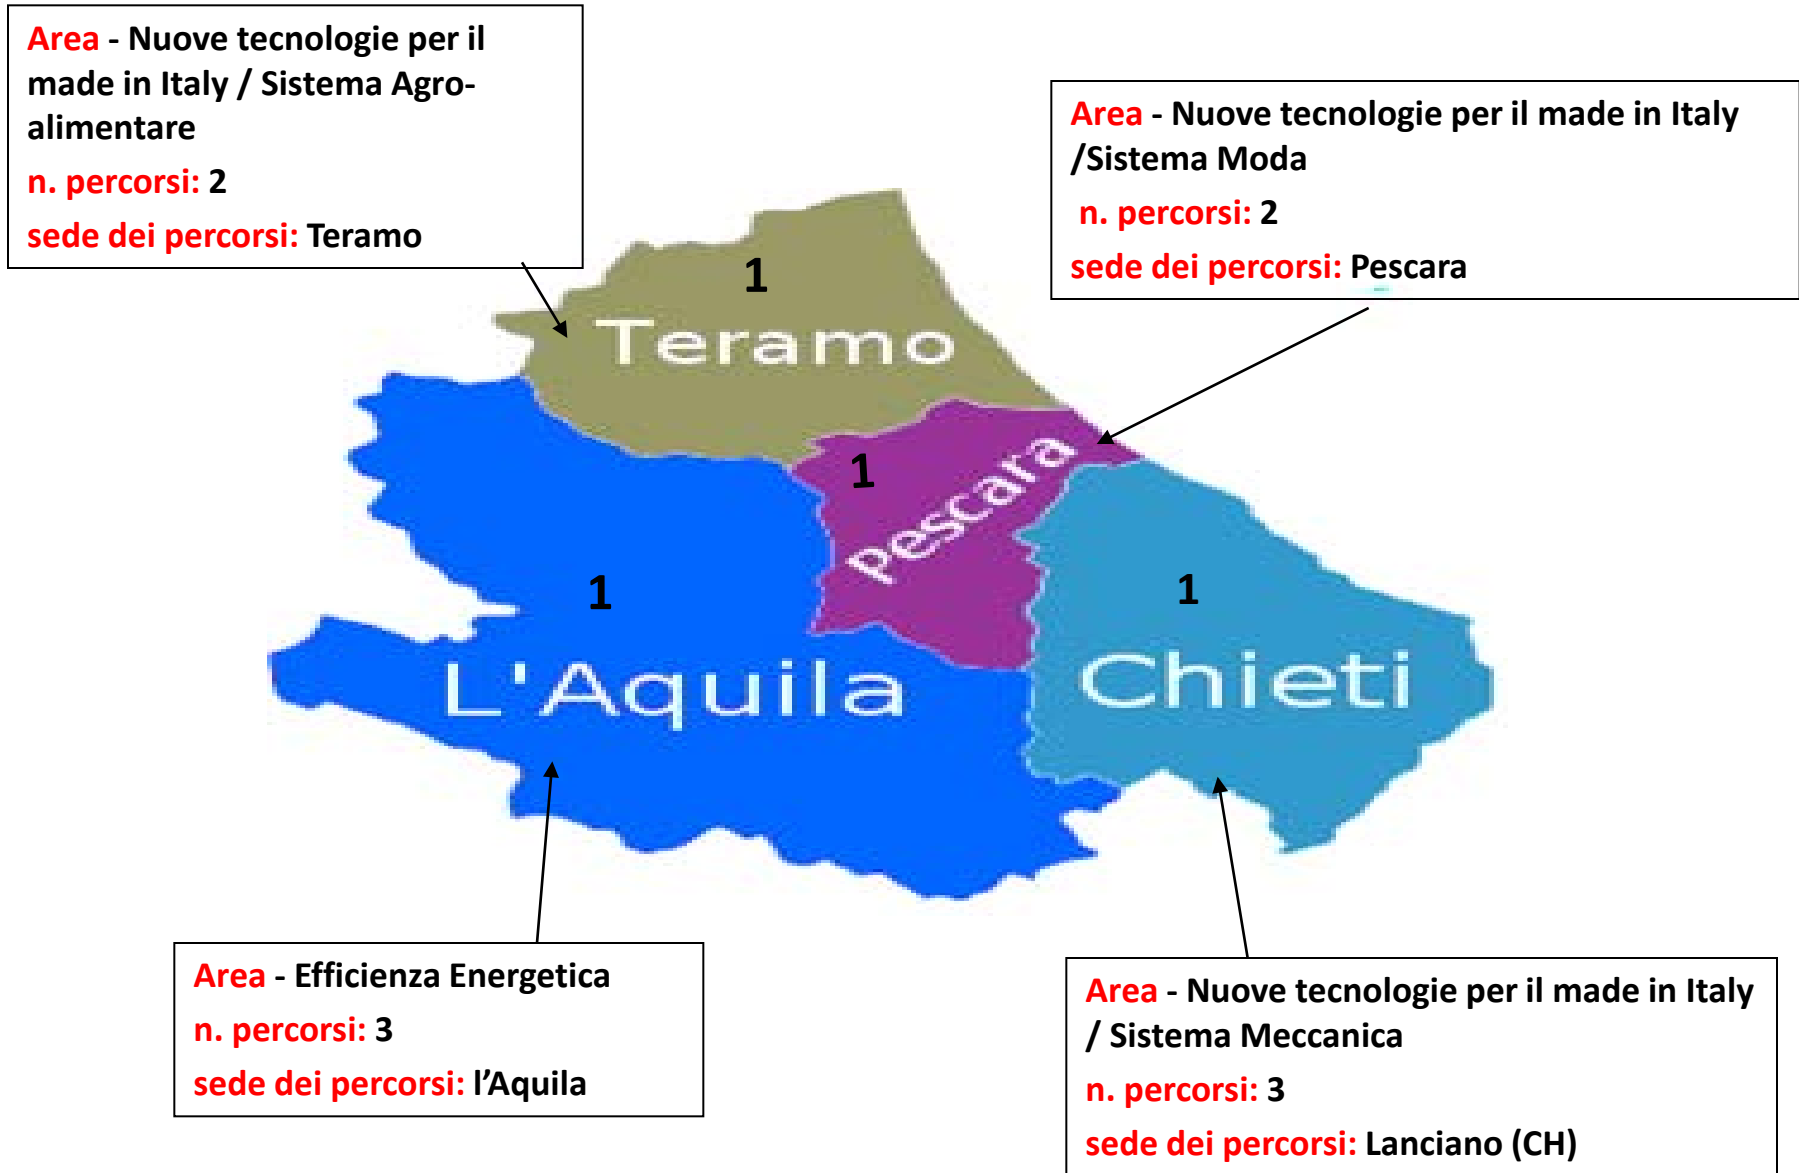 Area - Nuove tecnologie per il
made in Italy / Sistema Agro-
alimentare
n. percorsi: 2
sede dei percorsi: Teramo
Area - Nuove tecnologie per il made in Italy
/Sistema Moda
n. percorsi: 2
sede dei percorsi: Pescara
1
Teramo
1
Pescara
1
L'Aquila
1
Chieti
Area - Efficienza Energetica
n. percorsi: 3
sede dei percorsi: l’Aquila
Area - Nuove tecnologie per il made in Italy
/ Sistema Meccanica
n. percorsi: 3
sede dei percorsi: Lanciano (CH)